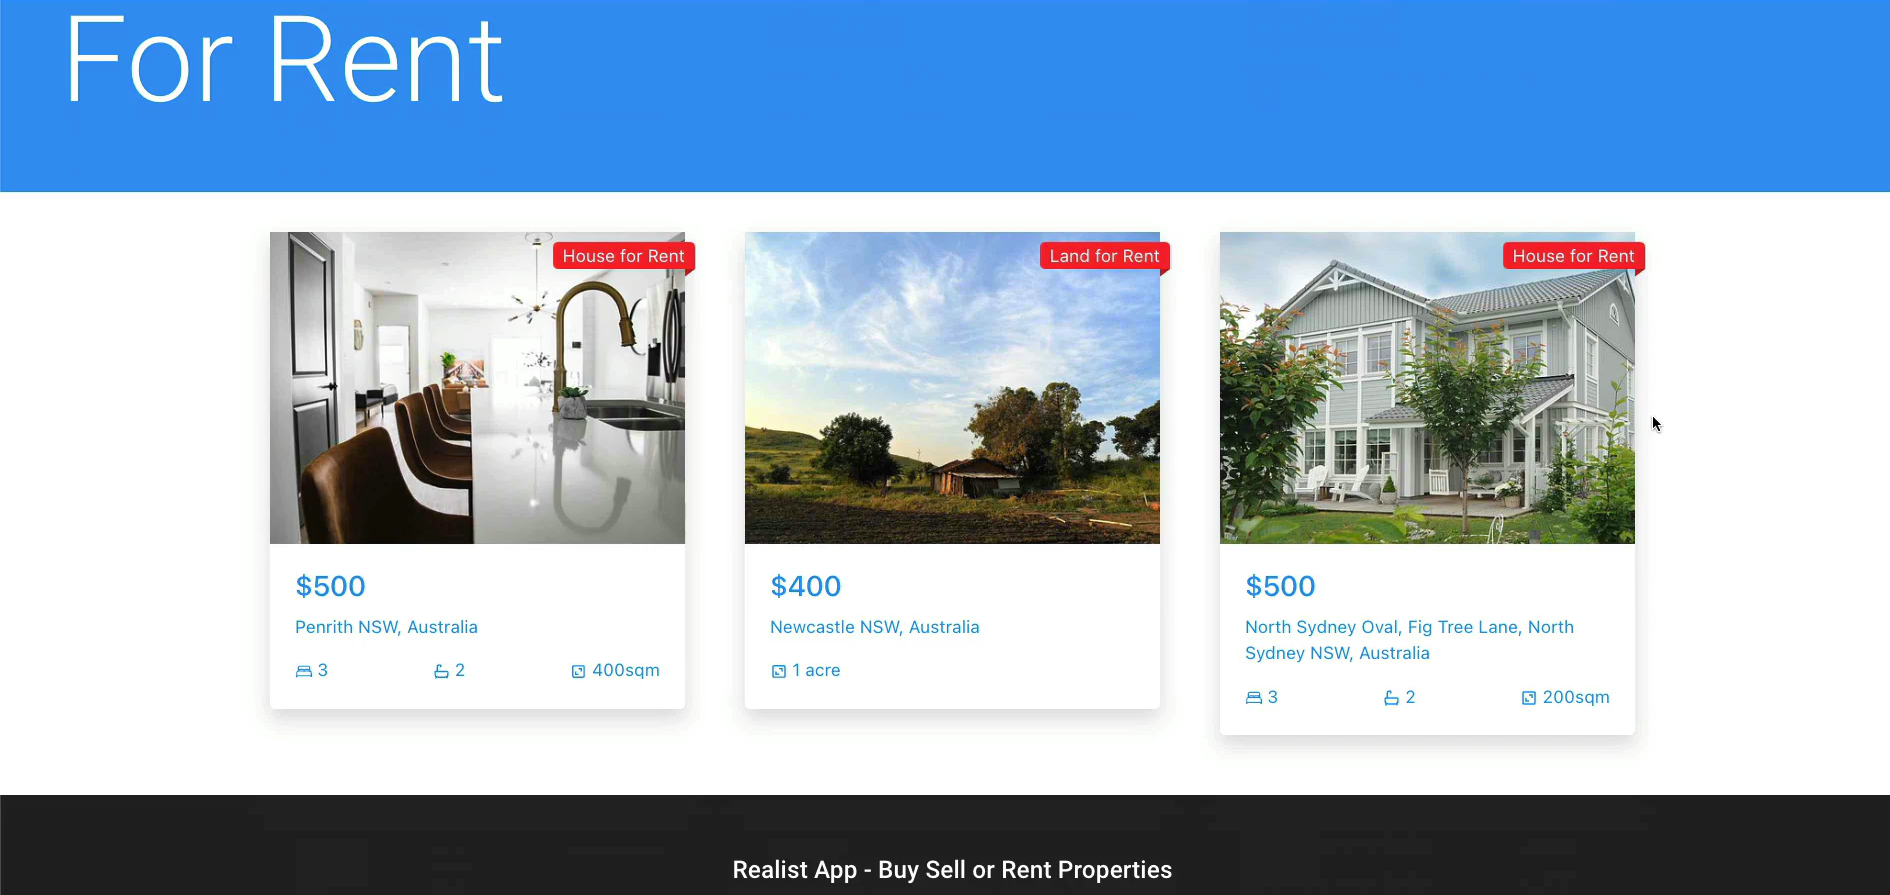 For Rent
House for Rent
Land for Rent
House for Rent
$500
Penrith NSW, Australia
3
2
400sqm
$400
Newcastle NSW, Australia
1 acre
$500
North Sydney Oval, Fig Tree Lane, North
Sydney NSW, Australia
3
2
200sqm
Realist App - Buy Sell or Rent Properties